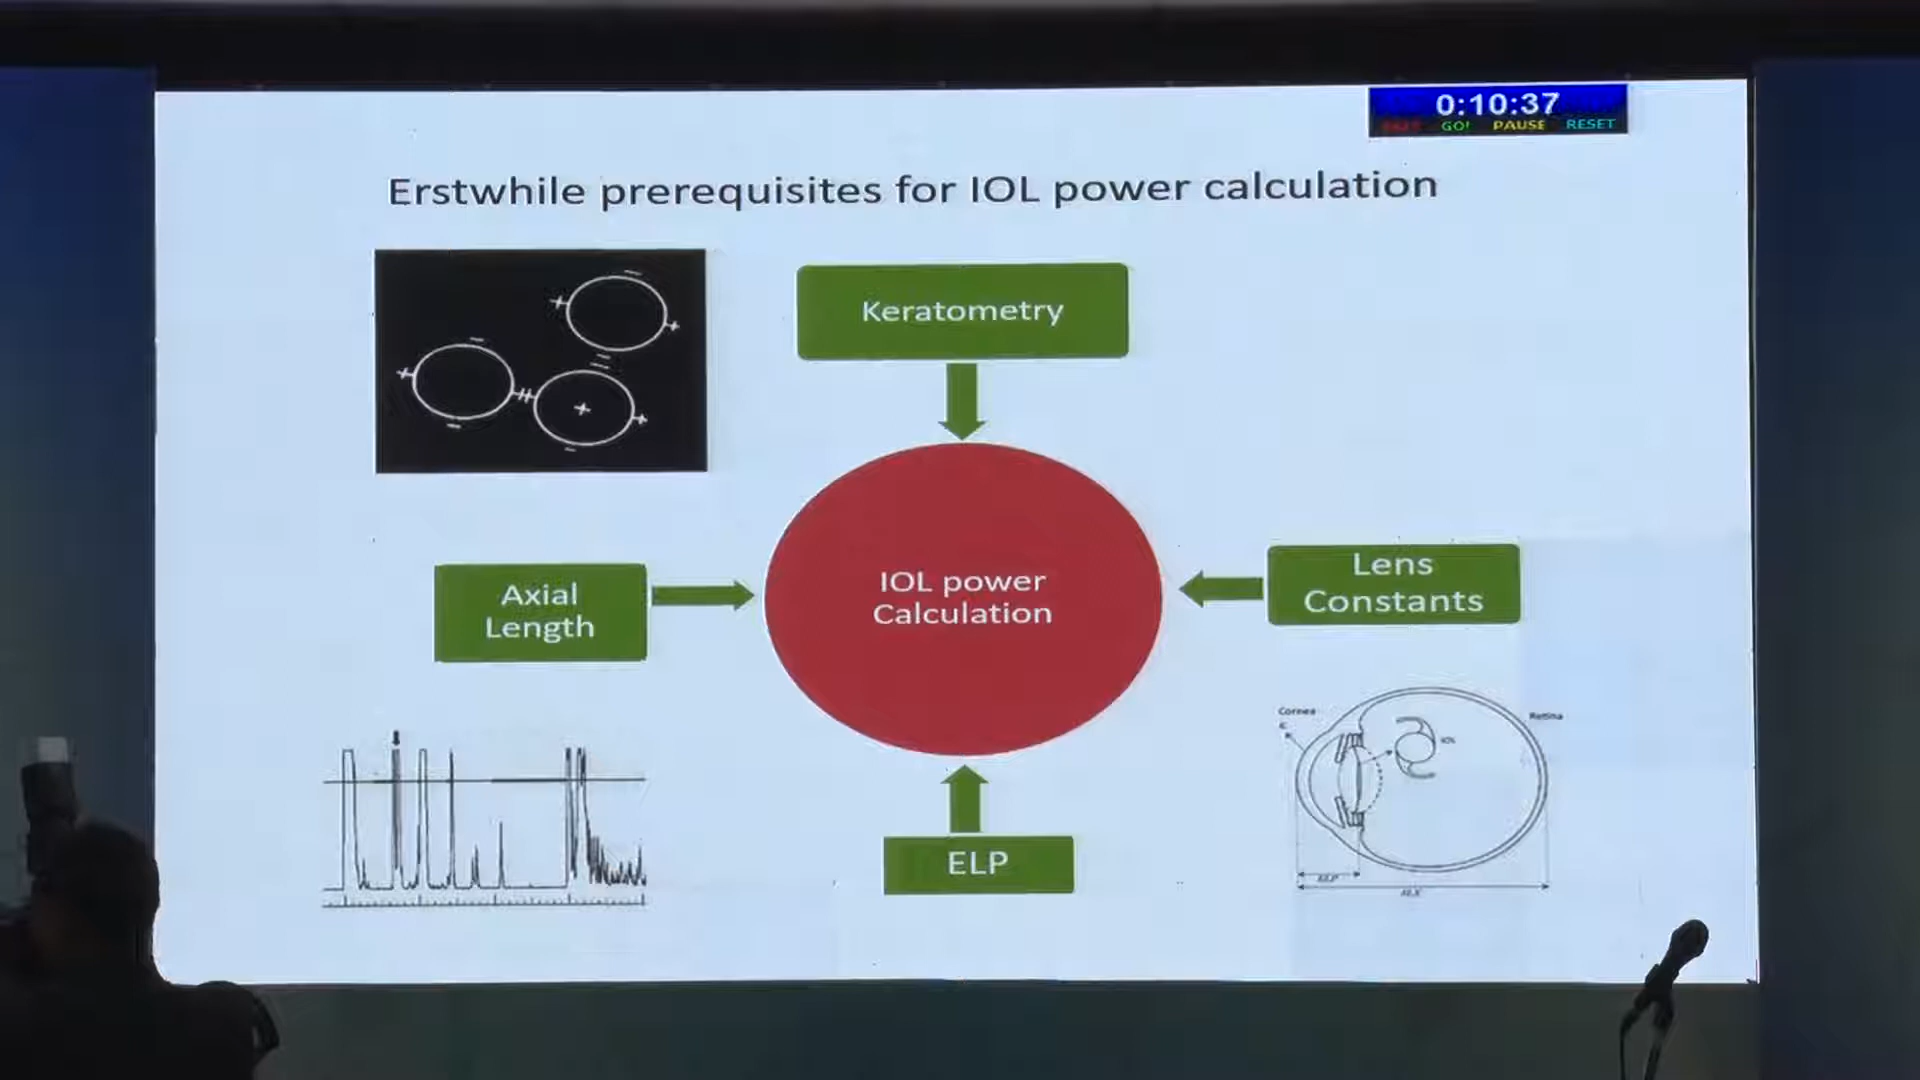 0:10:37
GO! PAUSE RESET
Erstwhile prerequisites for IOL power calculation
Keratometry
Axial
Length
IOL power
Calculation
Lens
Constants
ELP
Cornea
Retina